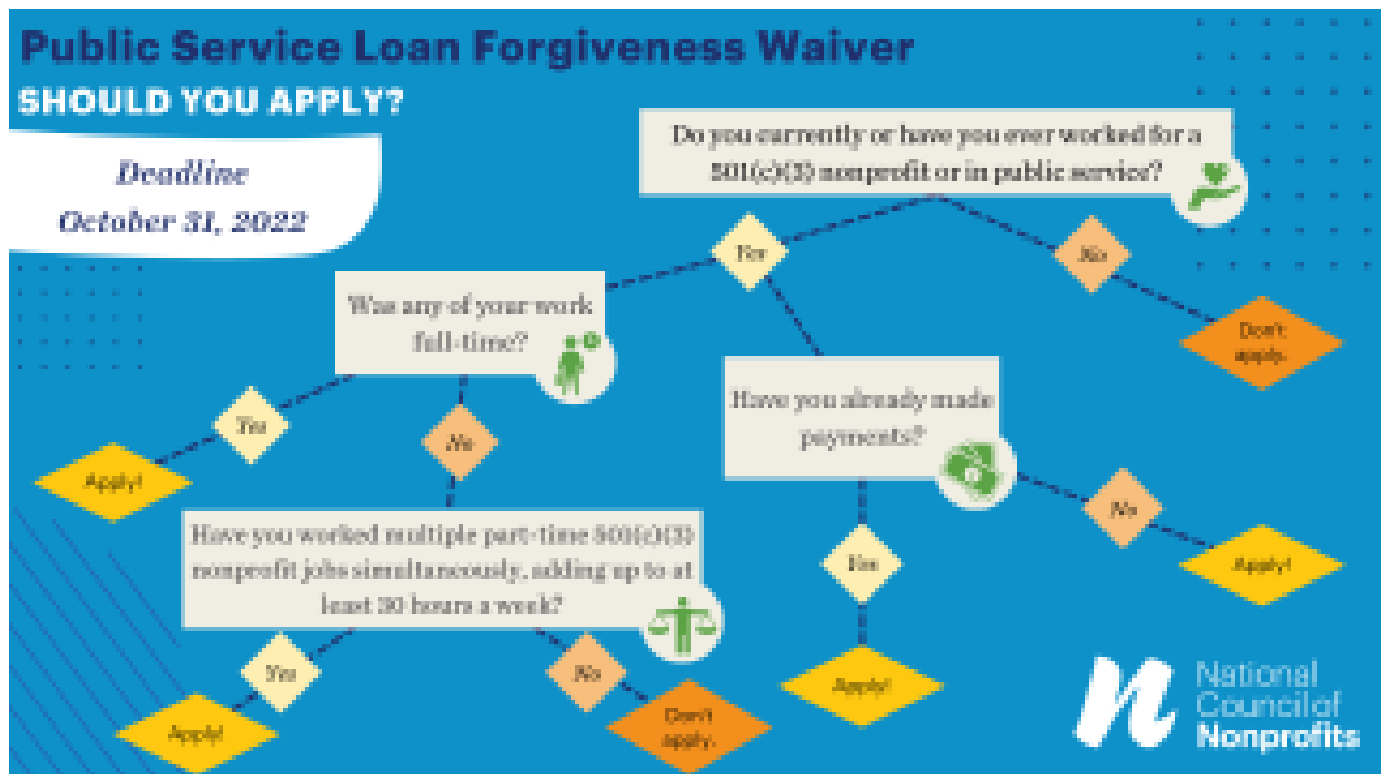 Public Service Loan Forgiveness Waiver
SHOULD YOU APPLY?
Deadline
October 31, 2022
Do you currently or have you ever worked for a
501(c)(3) nonprofit or in public service?
Yes
No
Don't
apply.
Was any of your work
full-time?
Yes
Apply!
No
Have you already made
payments?
No
Apply!
Yes
Apply!
Have you worked multiple part-time 501(c)(3)
nonprofit jobs simultaneously, adding up to at
least 30 hours a week?
Yes
Apply!
No
Don't
apply.
National
Council of
Nonprofits